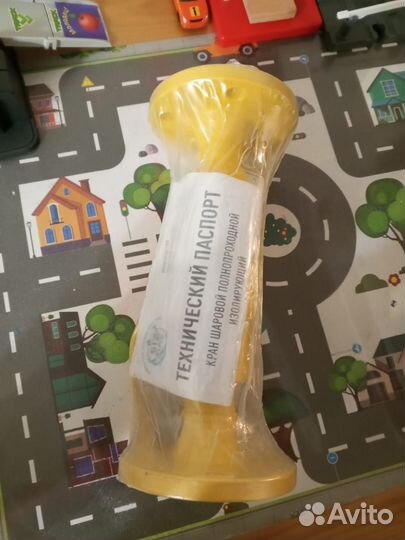 ТЕХНИЧЕСКИЙ ПАСПОРТ
КРАН ШАРОВОЙ ПОЛНОПРОХОДНОЙ
ИЗОЛИРУЮЩИЙ
Avito